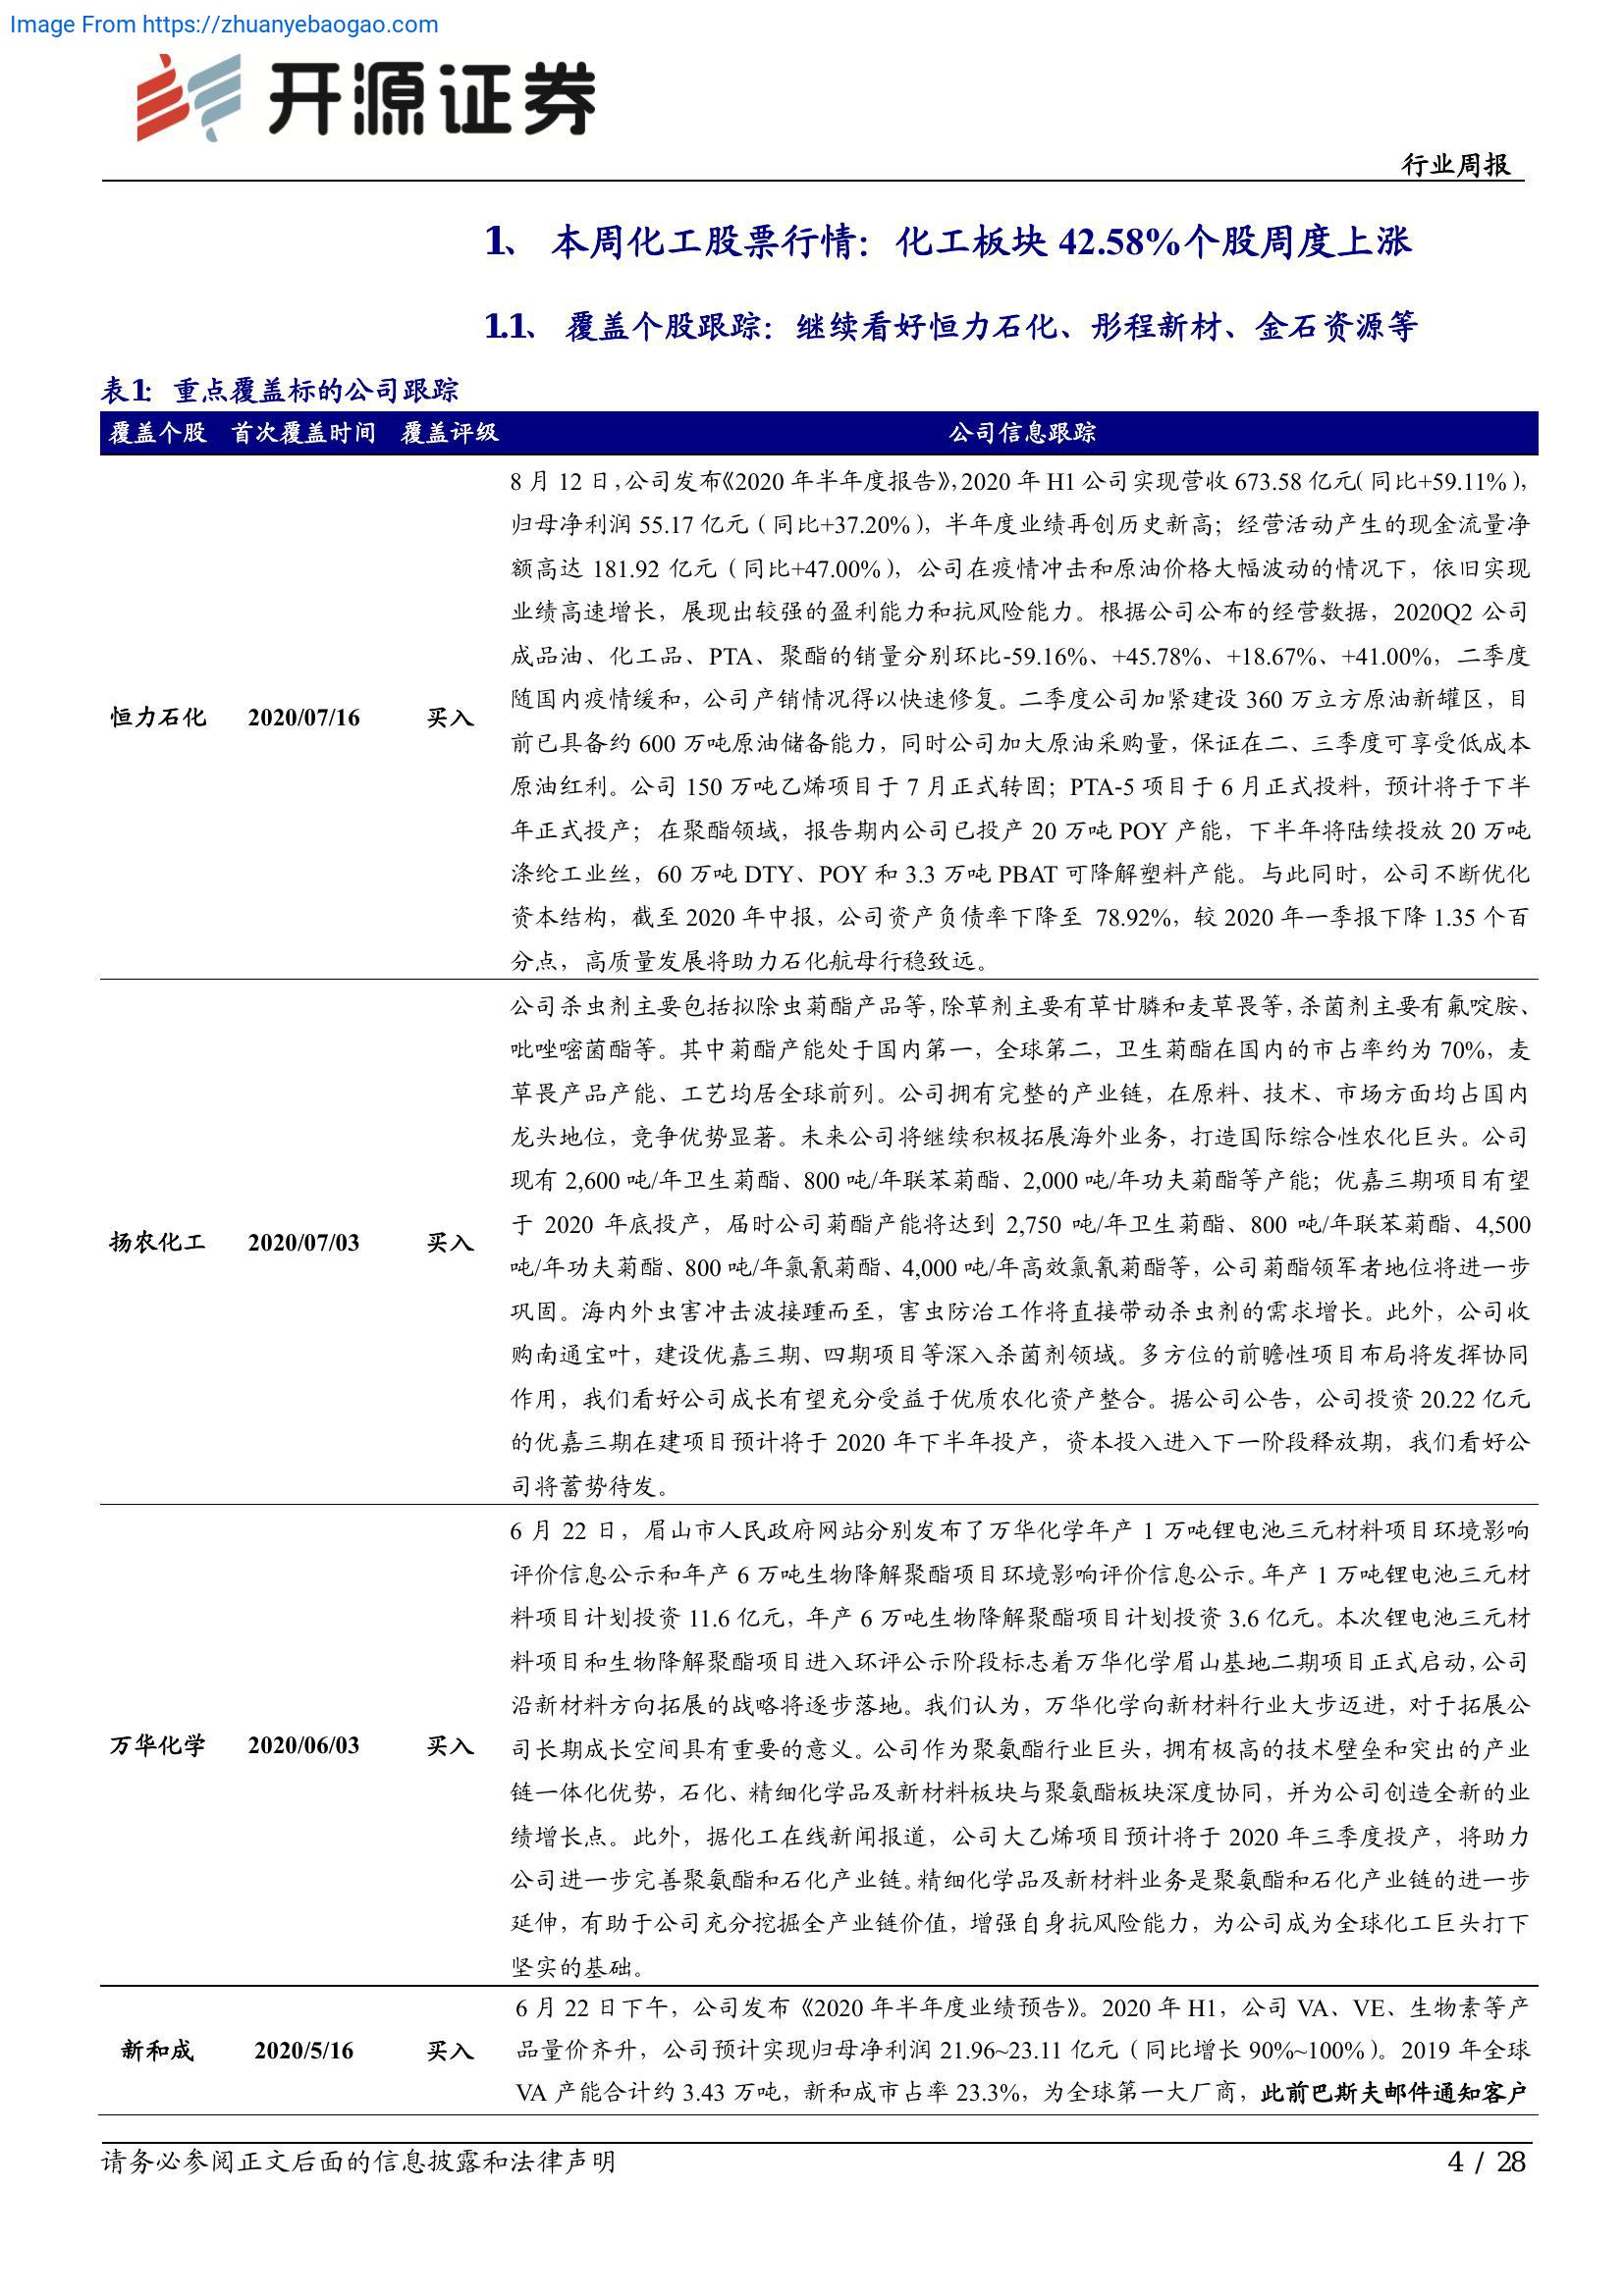 Image From https://zhuanyebaogao.com
开源证券
行业周报
1、 本周化工股票行情：化工板块 42.58%个股周度上涨
1.1、 覆盖个股跟踪：继续看好恒力石化、彤程新材、金石资源等
表1: 重点覆盖标的公司跟踪
覆盖个股 首次覆盖时间 覆盖评级 公司信息跟踪
8 月 12 日，公司发布《2020 年半年度报告》，2020 年 H1 公司实现营收 673.58 亿元（同比+59.11%），
归母净利润 55.17 亿元（同比+37.20%），半年度业绩再创历史新高；经营活动产生的现金流量净
额高达 181.92 亿元（同比+47.00%），公司在疫情冲击和原油价格大幅波动的情况下，依旧实现
业绩高速增长，展现出较强的盈利能力和抗风险能力。根据公司公布的经营数据，2020Q2 公司
成品油、化工品、PTA、聚酯的销量分别环比-59.16%、+45.78%、+18.67%、+41.00%，二季度
随国内疫情缓和，公司产销情况得以快速修复。二季度公司加紧建设 360 万立方原油新罐区，目
恒力石化 2020/07/16 买入
前已具备约 600 万吨原油储备能力，同时公司加大原油采购量，保证在二、三季度可享受低成本
原油红利。公司 150 万吨乙烯项目于 7 月正式转固；PTA-5 项目于 6 月正式投料，预计将于下半
年正式投产；在聚酯领域，报告期内公司已投产 20 万吨 POY 产能，下半年将陆续投放 20 万吨
涤纶工业丝，60 万吨 DTY、POY 和 3.3 万吨 PBAT 可降解塑料产能。与此同时，公司不断优化
资本结构，截至 2020 年中报，公司资产负债率下降至 78.92%，较 2020 年一季报下降 1.35 个百
分点，高质量发展将助力石化航母行稳致远。
公司杀虫剂主要包括拟除虫菊酯产品等，除草剂主要有草甘膦和麦草畏等，杀菌剂主要有氟啶胺、
吡唑嘧菌酯等。其中菊酯产能处于国内第一，全球第二，卫生菊酯在国内的市占率约为 70%，麦
草畏产品产能、工艺均居全球前列。公司拥有完整的产业链，在原料、技术、市场方面均占国内
龙头地位，竞争优势显著。未来公司将继续积极拓展海外业务，打造国际综合性农化巨头。公司
现有 2,600 吨/年卫生菊酯、800 吨/年联苯菊酯、2,000 吨/年功夫菊酯等产能；优嘉三期项目有望
于 2020 年底投产，届时公司菊酯产能将达到 2,750 吨/年卫生菊酯、800 吨/年联苯菊酯、4,500
扬农化工 2020/07/03 买入
吨/年功夫菊酯、800 吨/年氯氰菊酯、4,000 吨/年高效氯氰菊酯等，公司菊酯领军者地位将进一步
巩固。海内外虫害冲击波接踵而至，害虫防治工作将直接带动杀虫剂的需求增长。此外，公司收
购南通宝叶，建设优嘉三期、四期项目等深入杀菌剂领域。多方位的前瞻性项目布局将发挥协同
作用，我们看好公司成长有望充分受益于优质农化资产整合。据公司公告，公司投资 20.22 亿元
的优嘉三期在建项目预计将于 2020 年下半年投产，资本投入进入下一阶段释放期，我们看好公
司将蓄势待发。
6 月 22 日，眉山市人民政府网站分别发布了万华化学年产 1 万吨锂电池三元材料项目环境影响
评价信息公示和年产 6 万吨生物降解聚酯项目环境影响评价信息公示。年产 1 万吨锂电池三元材
料项目计划投资 11.6 亿元，年产 6 万吨生物降解聚酯项目计划投资 3.6 亿元。本次锂电池三元材
料项目和生物降解聚酯项目进入环评公示阶段标志着万华化学眉山基地二期项目正式启动，公司
沿新材料方向拓展的战略将逐步落地。我们认为，万华化学向新材料行业大步迈进，对于拓展公
万华化学 2020/06/03 买入
司长期成长空间具有重要的意义。公司作为聚氨酯行业巨头，拥有极高的技术壁垒和突出的产业
链一体化优势，石化、精细化学品及新材料板块与聚氨酯板块深度协同，并为公司创造全新的业
绩增长点。此外，据化工在线新闻报道，公司大乙烯项目预计将于 2020 年三季度投产，将助力
公司进一步完善聚氨酯和石化产业链。精细化学品及新材料业务是聚氨酯和石化产业链的进一步
延伸，有助于公司充分挖掘全产业链价值，增强自身抗风险能力，为公司成为全球化工巨头打下
坚实的基础。
6 月 22 日下午，公司发布《2020 年半年度业绩预告》。2020 年 H1，公司 VA、VE、生物素等产
新和成 2020/5/16 买入
品量价齐升，公司预计实现归母净利润 21.96~23.11 亿元（同比增长 90%~100%）。2019 年全球
VA 产能合计约 3.43 万吨，新和成市占率 23.3%，为全球第一大厂商，此前巴斯夫邮件通知客户
请务必参阅正文后面的信息披露和法律声明
4 / 28